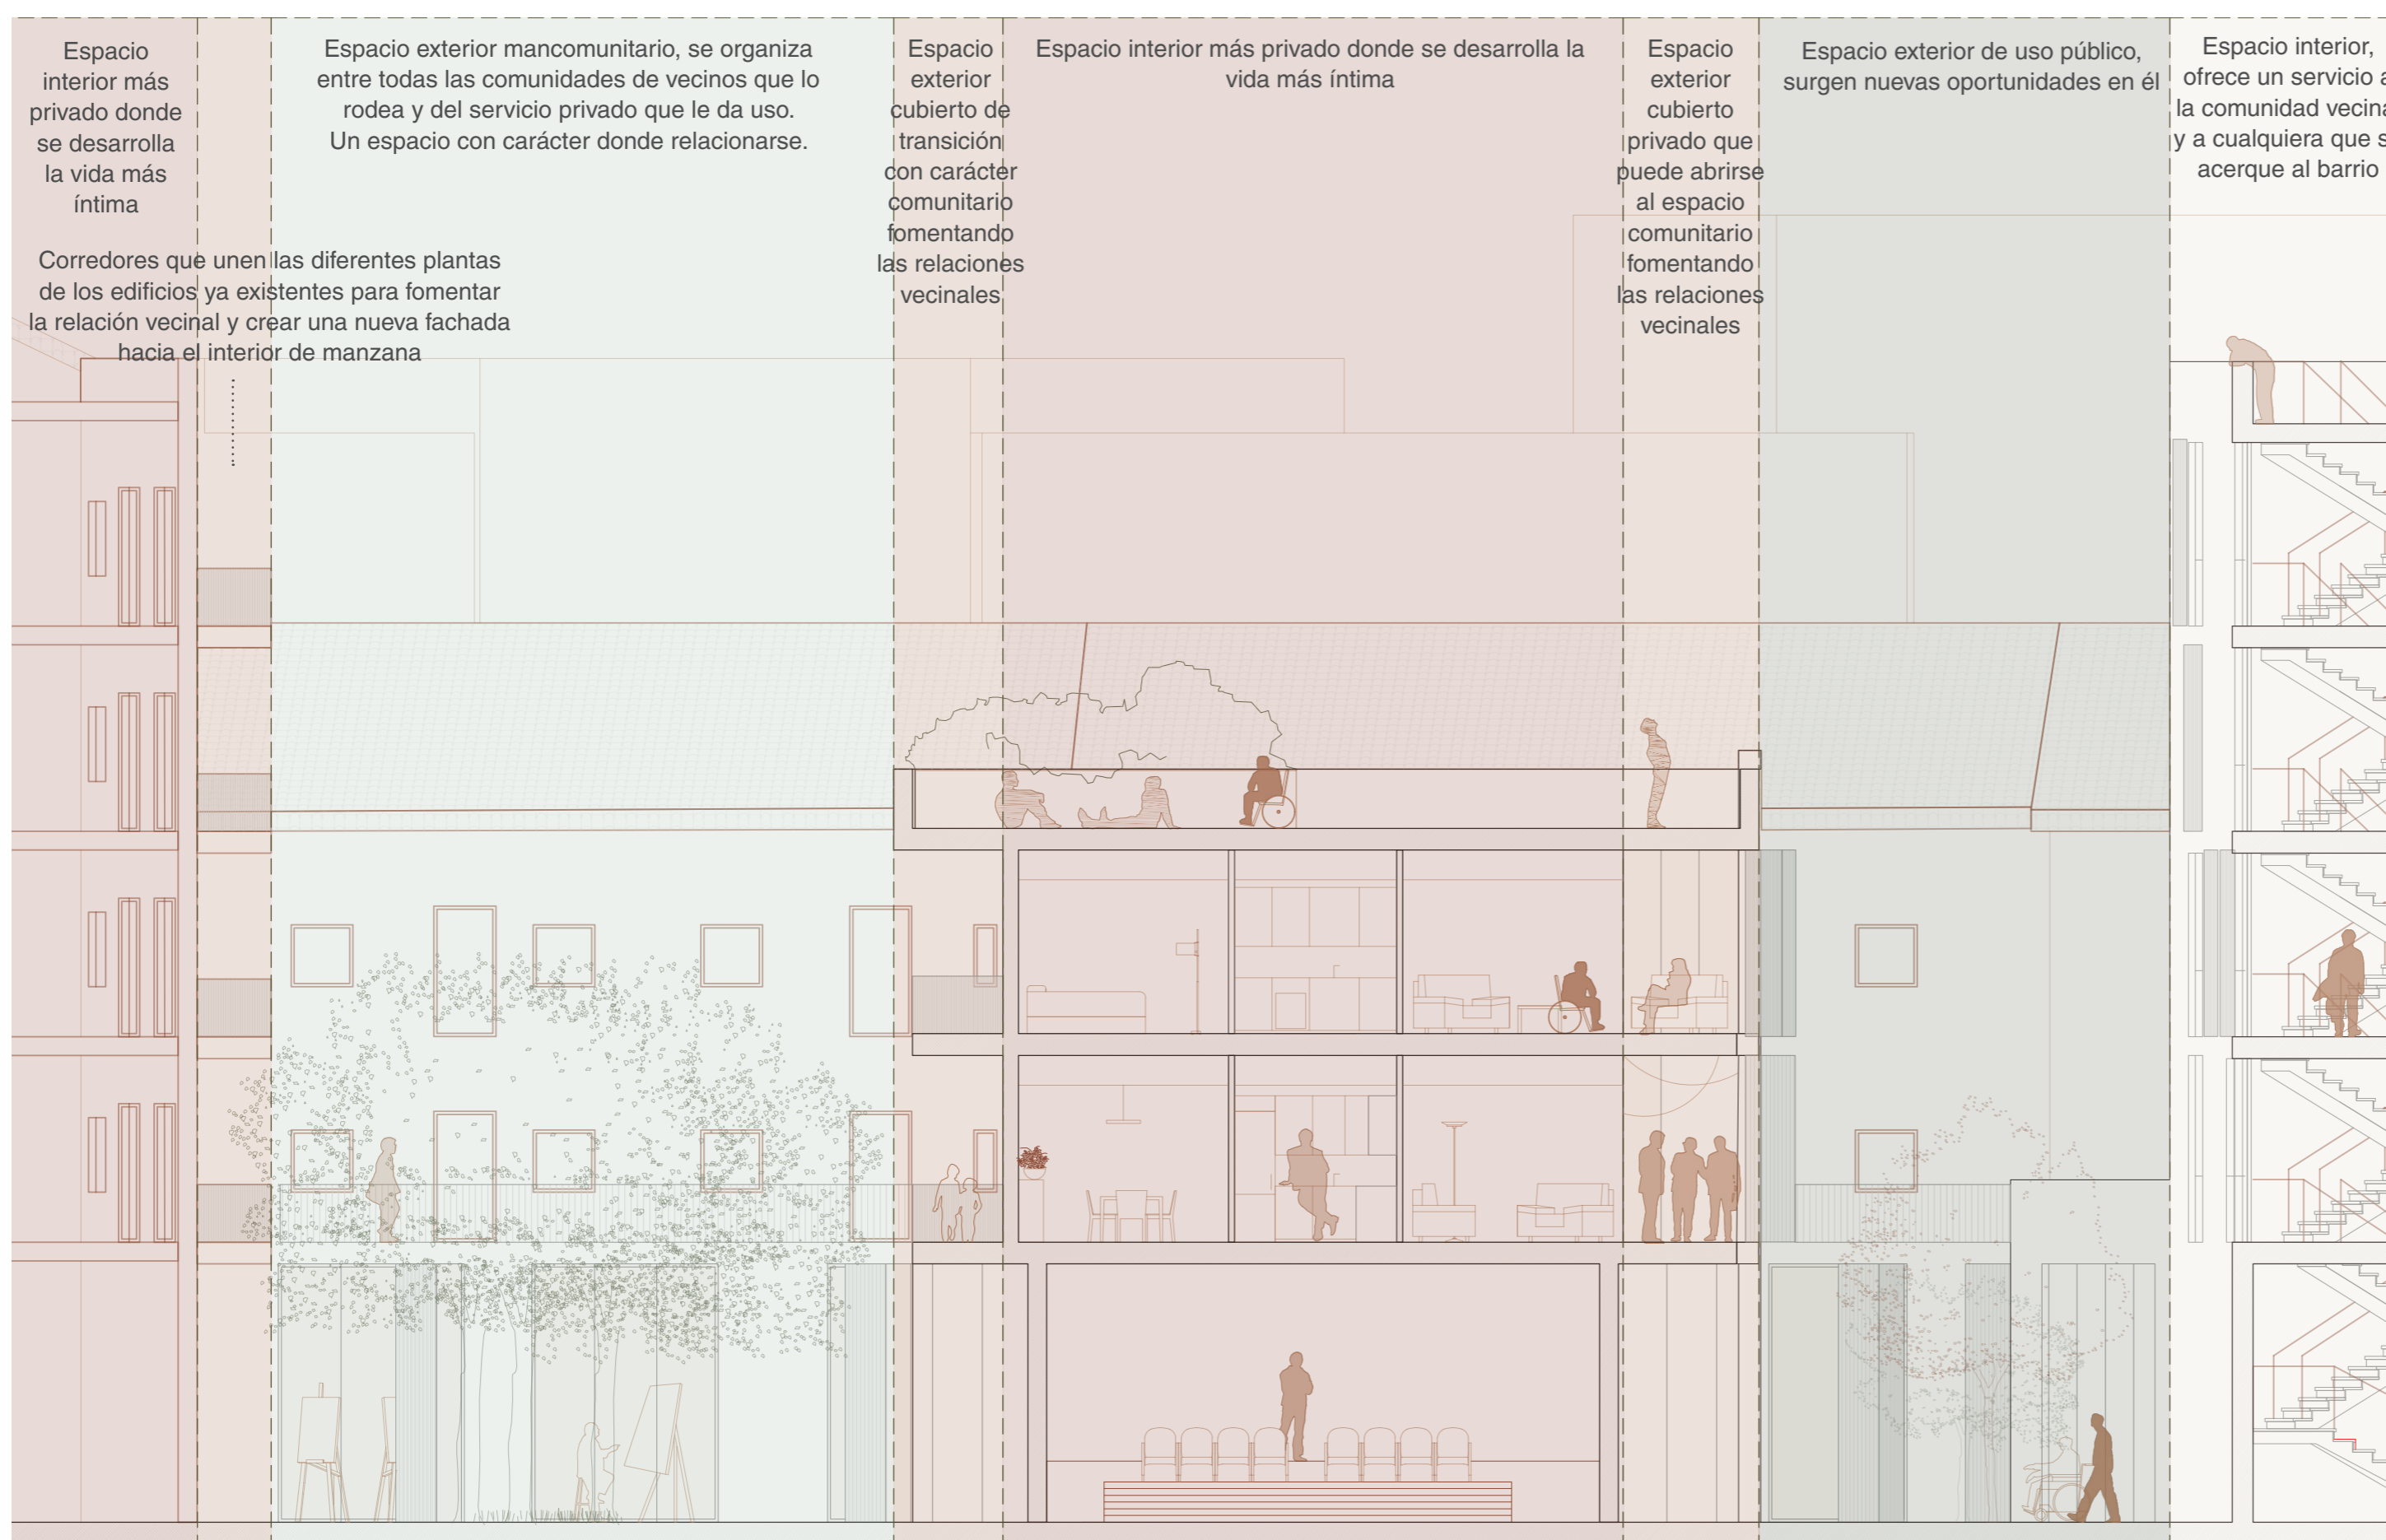 Espacio
interior más
privado donde
se desarrolla
la vida más
íntima
Corredores que unen las diferentes plantas
de los edificios ya existentes para fomentar
la relación vecinal y crear una nueva fachada
hacia el interior de manzana
Espacio exterior mancomunitario, se organiza
entre todas las comunidades de vecinos que lo
rodea y del servicio privado que le da uso.
Un espacio con carácter donde relacionarse.
Espacio
exterior
cubierto de
transición
con carácter
comunitario
fomentando
las relaciones
vecinales
Espacio interior más privado donde se desarrolla la
vida más íntima
Espacio
exterior
cubierto
privado que
puede abrirse
al espacio
comunitario
fomentando
las relaciones
vecinales
Espacio exterior de uso público,
surgen nuevas oportunidades en él
Espacio interior,
ofrece un servicio a
la comunidad vecina
y a cualquiera que s
acerque al barrio